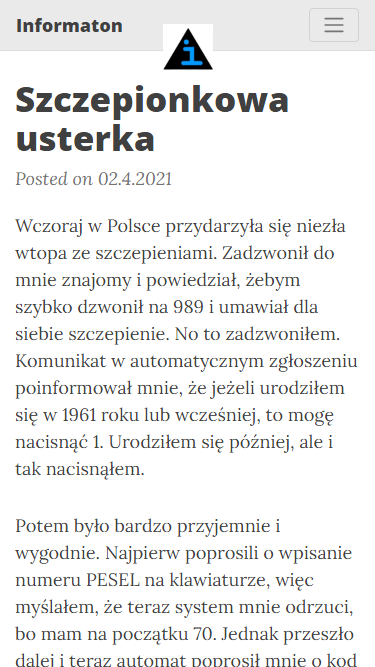 Informaton
i
Szczepionkowa
usterka
Posted on 02.4.2021
Wczoraj w Polsce przydarzyła się niezła
wtopa ze szczepieniami. Zadzwonił do
mnie znajomy i powiedział, żebym
szybko dzwonił na 989 i umawiał dla
siebie szczepienie. No to zadzwoniłem.
Komunikat w automatycznym zgłoszeniu
poinformował mnie, że jeżeli urodziłem
się w 1961 roku lub wcześniej, to mogę
nacisnąć 1. Urodziłem się później, ale i
tak nacisnąłem.
Potem było bardzo przyjemnie i
wygodnie. Najpierw poprosili o wpisanie
numeru PESEL na klawiaturze, więc
myślałem, że teraz system mnie odrzuci,
bo mam na początku 70. Jednak przeszło
dalej i teraz automat poprosił mnie o kod